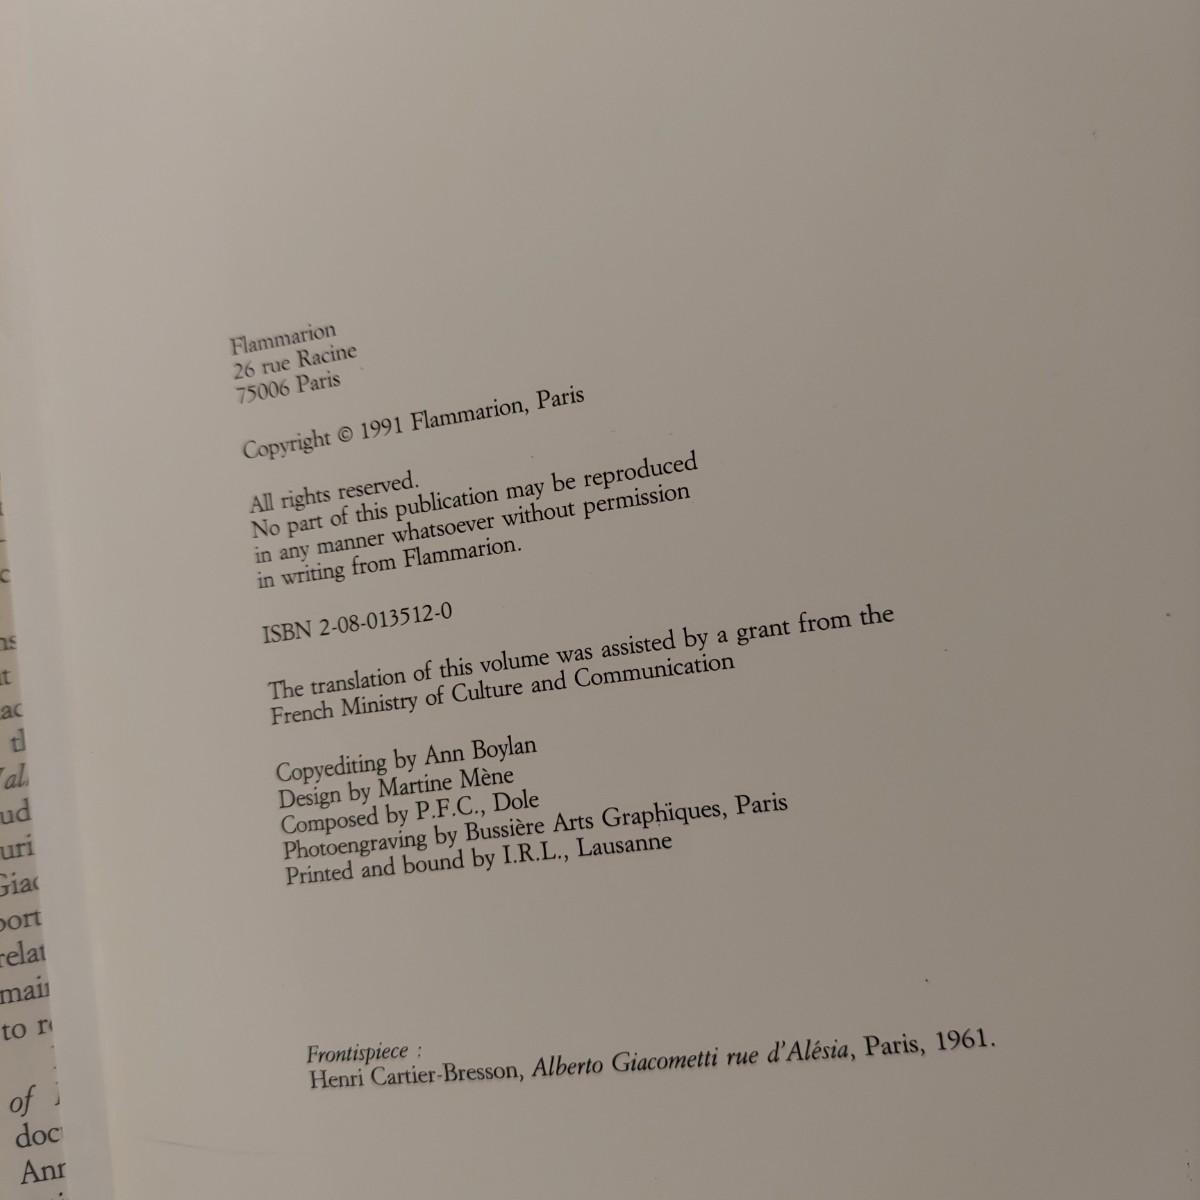 Flammarion
26 rue Racine
75006 Paris
Copyright © 1991 Flammarion, Paris
All rights reserved.
No part of this publication may be reproduced
in any manner whatsoever without permission
in writing from Flammarion.
ISBN 2-08-013512-0
The translation of this volume was assisted by a grant from the
French Ministry of Culture and Communication
Copyediting by Ann Boylan
Design by Martine Mène
Composed by P.F.C., Dole
Photoengraving by Bussière Arts Graphiques, Paris
Printed and bound by I.R.L., Lausanne
Frontispiece :
Henri Cartier-Bresson, Alberto Giacometti rue d'Alésia, Paris, 1961.
to
of